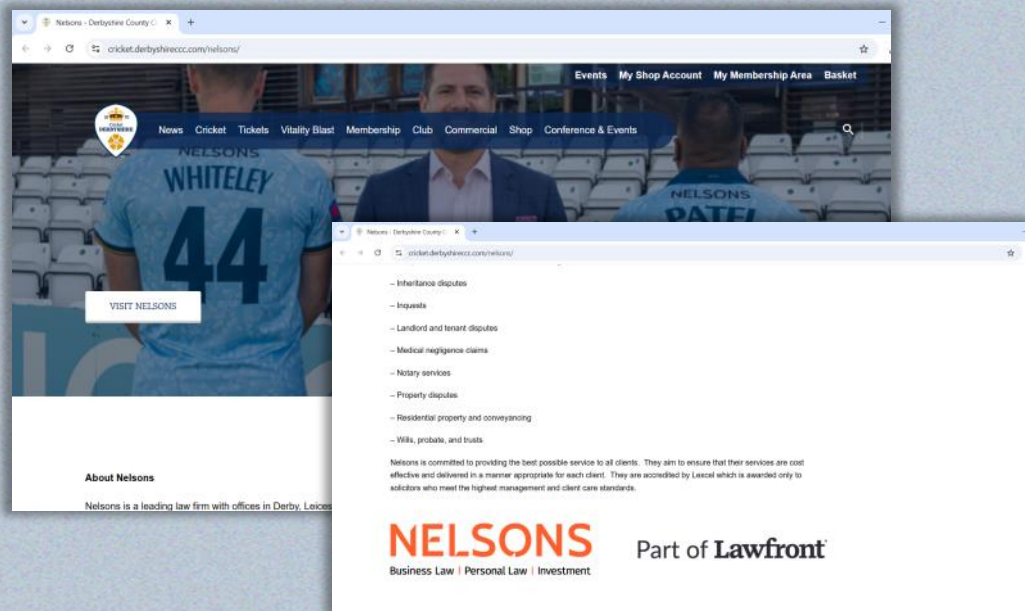 Nelsons - Derbyshire County C
cricket.derbyshireccc.com/nelsons/
Events My Shop Account My Membership Area Basket
News Cricket Tickets Vitality Blast Membership Club Commercial Shop Conference & Events
NELSONS
WHITELEY
44
NELSONS
PATEL
VISIT NELSONS
About Nelsons
Nelsons is a leading law firm with offices in Derby, Leices
Nelsons - Derbyshire County C
cricket.derbyshireccc.com/nelsons/
– Inheritance disputes
– Inquests
– Landlord and tenant disputes
– Medical negligence claims
– Notary services
– Property disputes
– Residential property and conveyancing
– Wills, probate, and trusts
Nelsons is committed to providing the best possible service to all clients. They aim to ensure that their services are cost
effective and delivered in a manner appropriate for each client. They are accredited by Lexcel which is awarded only to
solicitors who meet the highest management and client care standards.
NELSONS
Business Law | Personal Law | Investment
Part of Lawfront